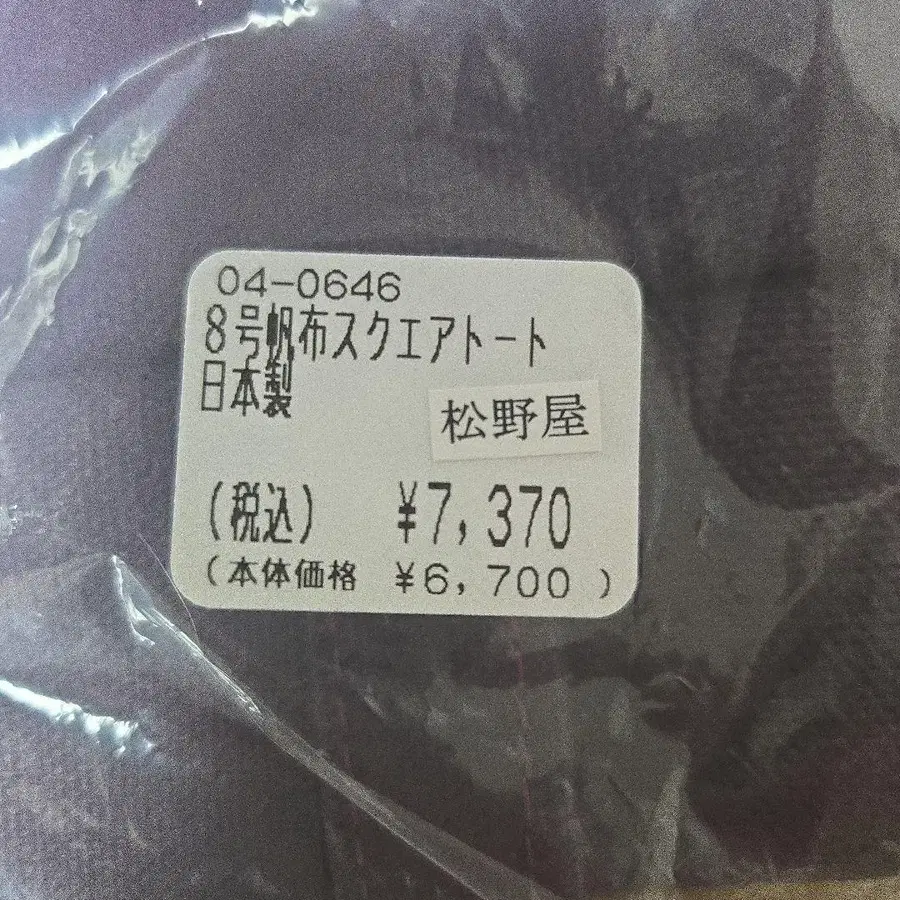 04-0646
8号帆布スクエアトート
日本製
松野屋
(税込) ¥7,370
(本体価格 ¥6,700 )